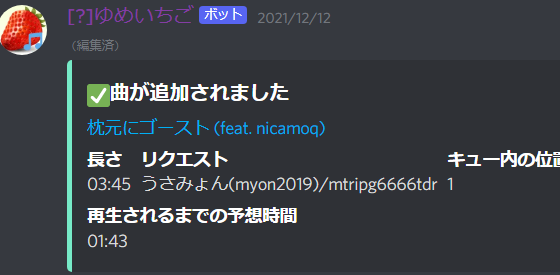 [?]ゆめいちご ボット 2021/12/12
(編集済)
曲が追加されました
枕元にゴースト (feat. nicamoq)
長さ リクエスト キュー内の位置
03:45 うさみょん(myon2019)/mtripg6666tdr 1
再生されるまでの予想時間
01:43